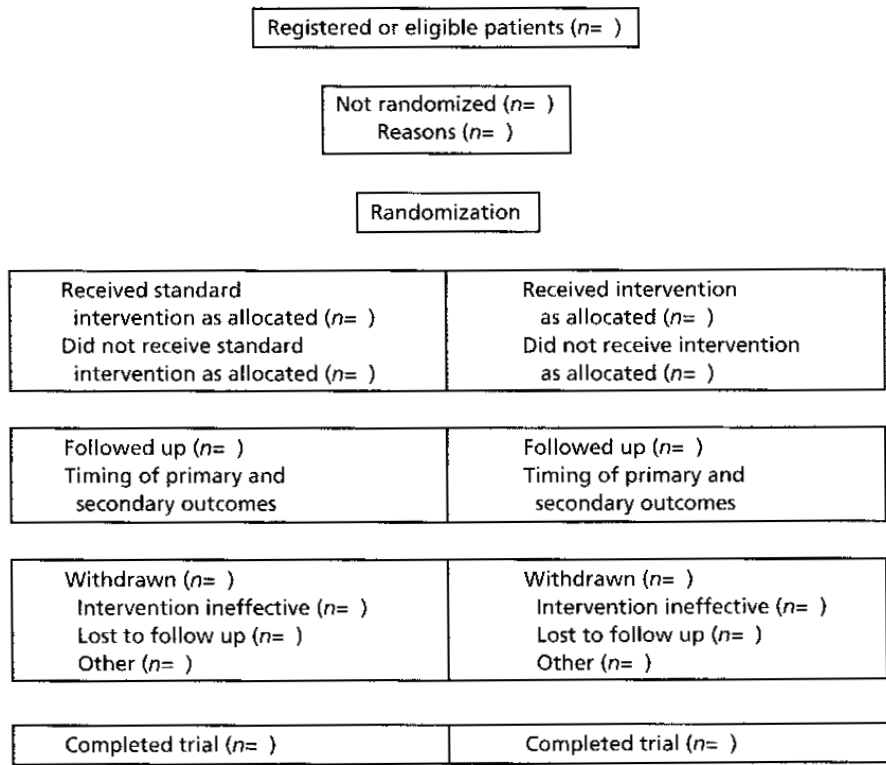 Registered or eligible patients (n= )
Not randomized (n= )
Reasons (n= )
Randomization
Received standard
intervention as allocated (n= )
Did not receive standard
intervention as allocated (n= )
Received intervention
as allocated (n= )
Did not receive intervention
as allocated (n= )
Followed up (n= )
Timing of primary and
secondary outcomes
Followed up (n= )
Timing of primary and
secondary outcomes
Withdrawn (n= )
Intervention ineffective (n= )
Lost to follow up (n= )
Other (n= )
Withdrawn (n= )
Intervention ineffective (n= )
Lost to follow up (n= )
Other (n= )
Completed trial (n= )
Completed trial (n= )